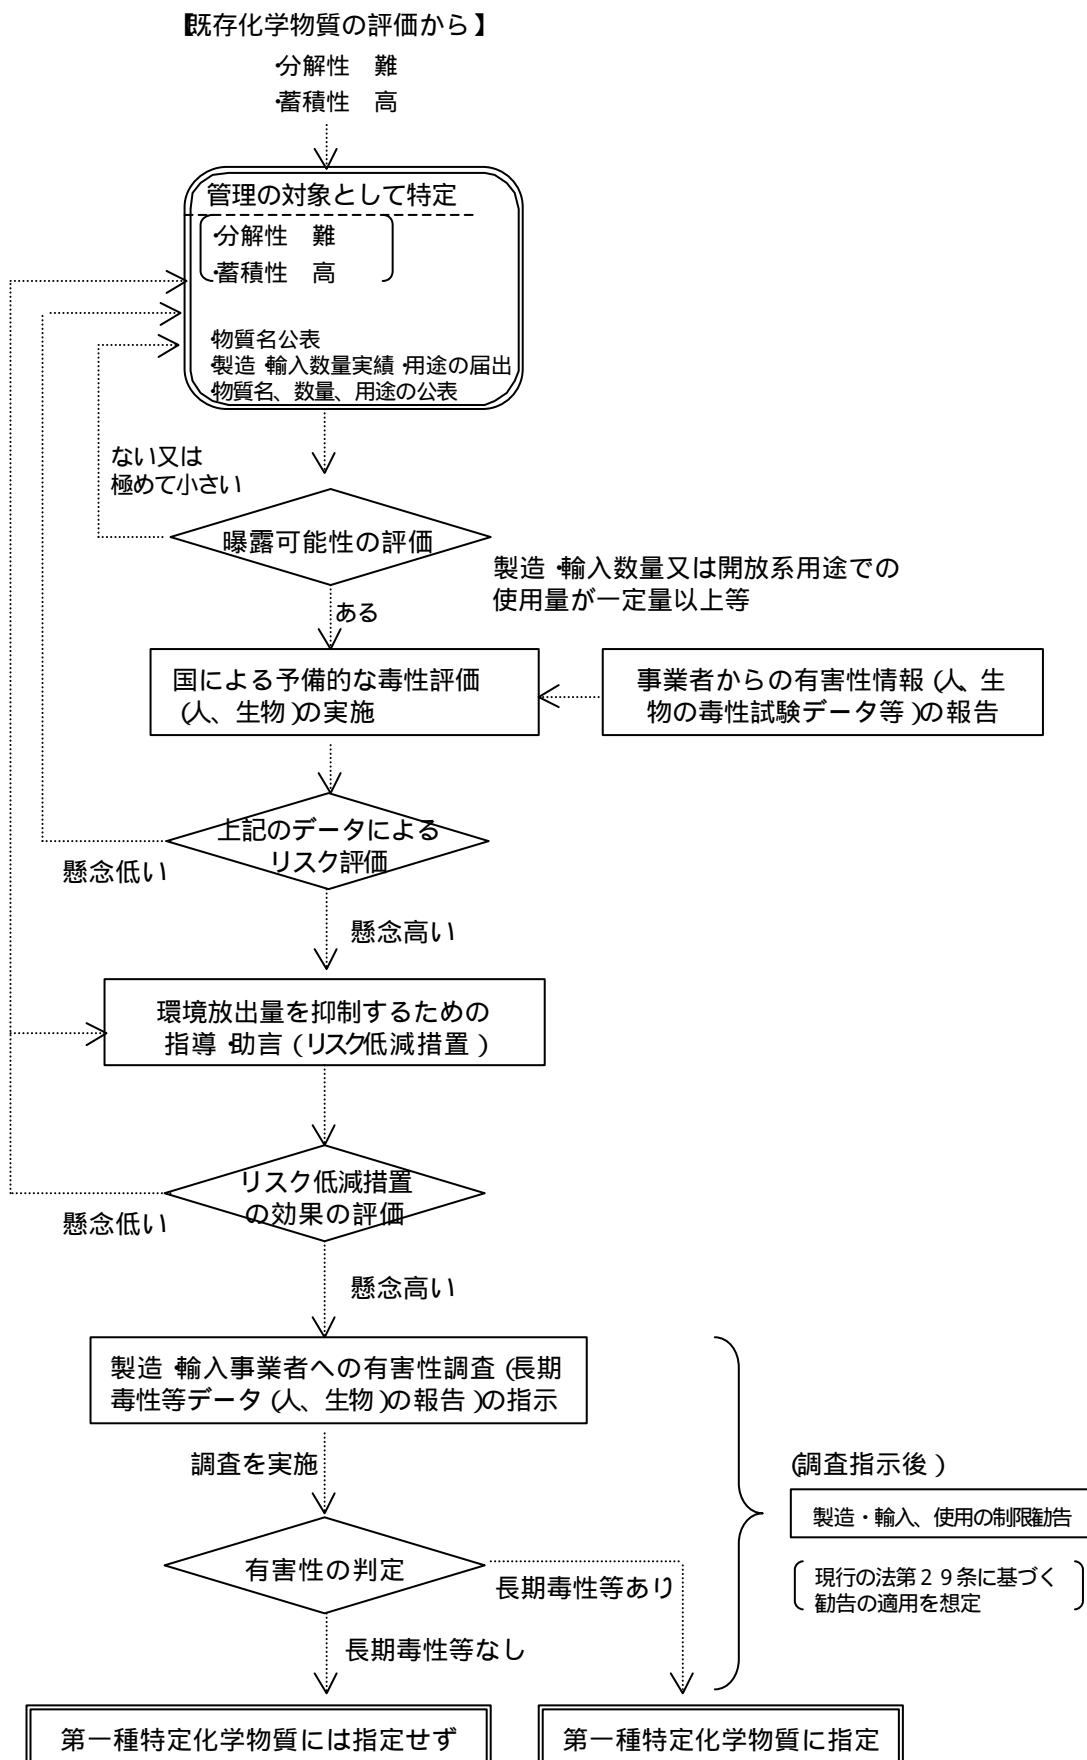 【既存化学物質の評価から】
・分解性　難
・蓄積性　高
管理の対象として特定
・分解性　難
・蓄積性　高
・物質名公表
・製造・輸入数量実績・用途の届出
・物質名、数量、用途の公表
ない又は
極めて小さい
曝露可能性の評価
製造・輸入数量又は開放系用途での
使用量が一定量以上等
ある
国による予備的な毒性評価
(人、生物)の実施
事業者からの有害性情報(人、生
物の毒性試験データ等)の報告
上記のデータによる
リスク評価
懸念低い
懸念高い
環境放出量を抑制するための
指導・助言(リスク低減措置)
リスク低減措置
の効果の評価
懸念低い
懸念高い
製造・輸入事業者への有害性調査(長期
毒性等データ(人、生物)の報告)の指示
調査を実施
(調査指示後)
製造・輸入、使用の制限勧告
現行の法第29条に基づく
勧告の適用を想定
有害性の判定
長期毒性等あり
長期毒性等なし
第一種特定化学物質には指定せず
第一種特定化学物質に指定